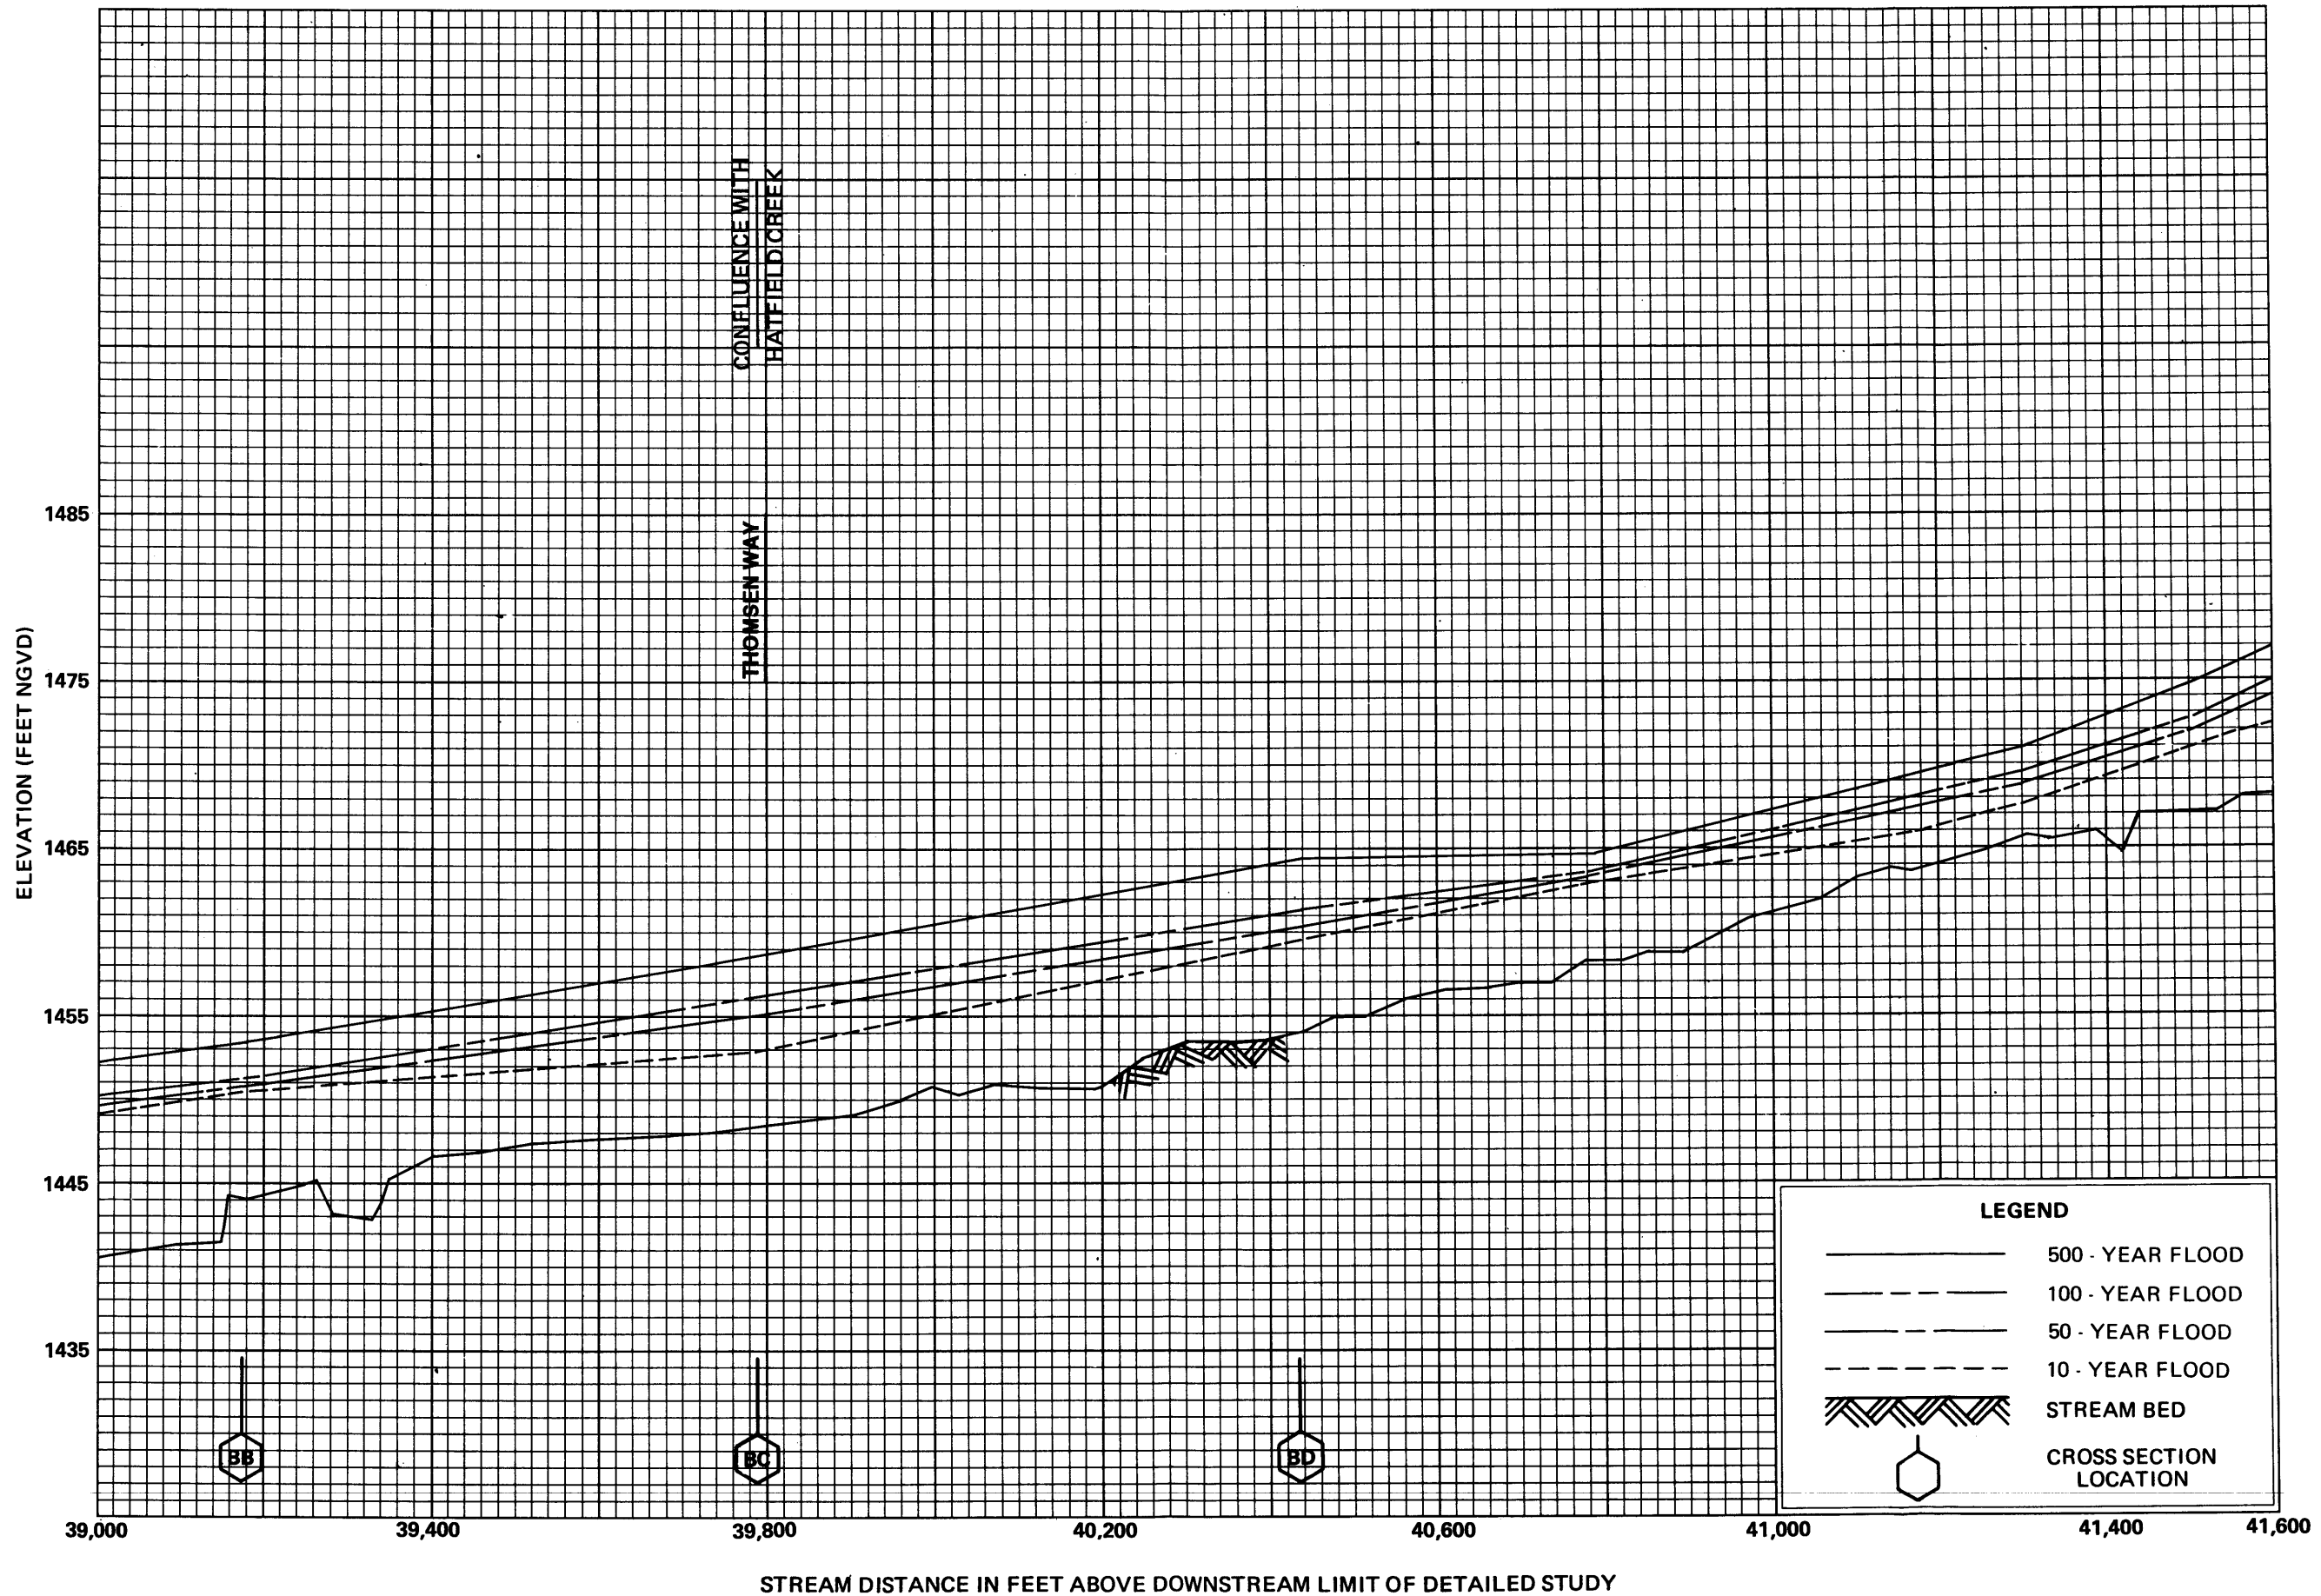 CONFLUENCE WITH
HATFIELD CREEK
THOMSEN WAY
ELEVATION (FEET NGVD)
1485
1475
1465
1455
1445
1435
BB
BC
BD
39,000
39,400
39,800
40,200
40,600
41,000
41,400
41,600
STREAM DISTANCE IN FEET ABOVE DOWNSTREAM LIMIT OF DETAILED STUDY
LEGEND
500 - YEAR FLOOD
100 - YEAR FLOOD
50 - YEAR FLOOD
10 - YEAR FLOOD
STREAM BED
CROSS SECTION
LOCATION